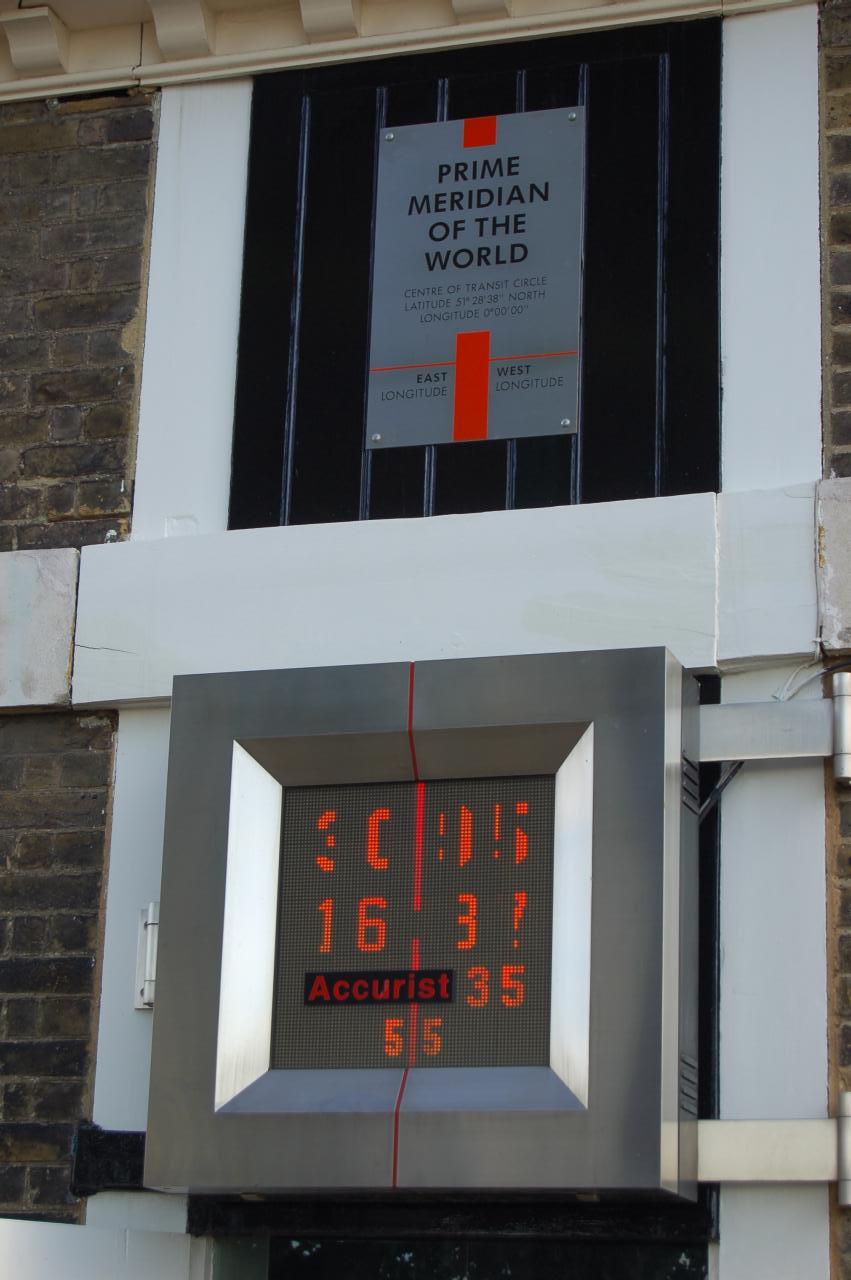 PRIME
MERIDIAN
OF THE
WORLD
CENTRE OF TRANSIT CIRCLE
LATITUDE 51° 28'38'' NORTH
LONGITUDE 0°00'00''
EAST
LONGITUDE
WEST
LONGITUDE
16 3
Accurist 35
55